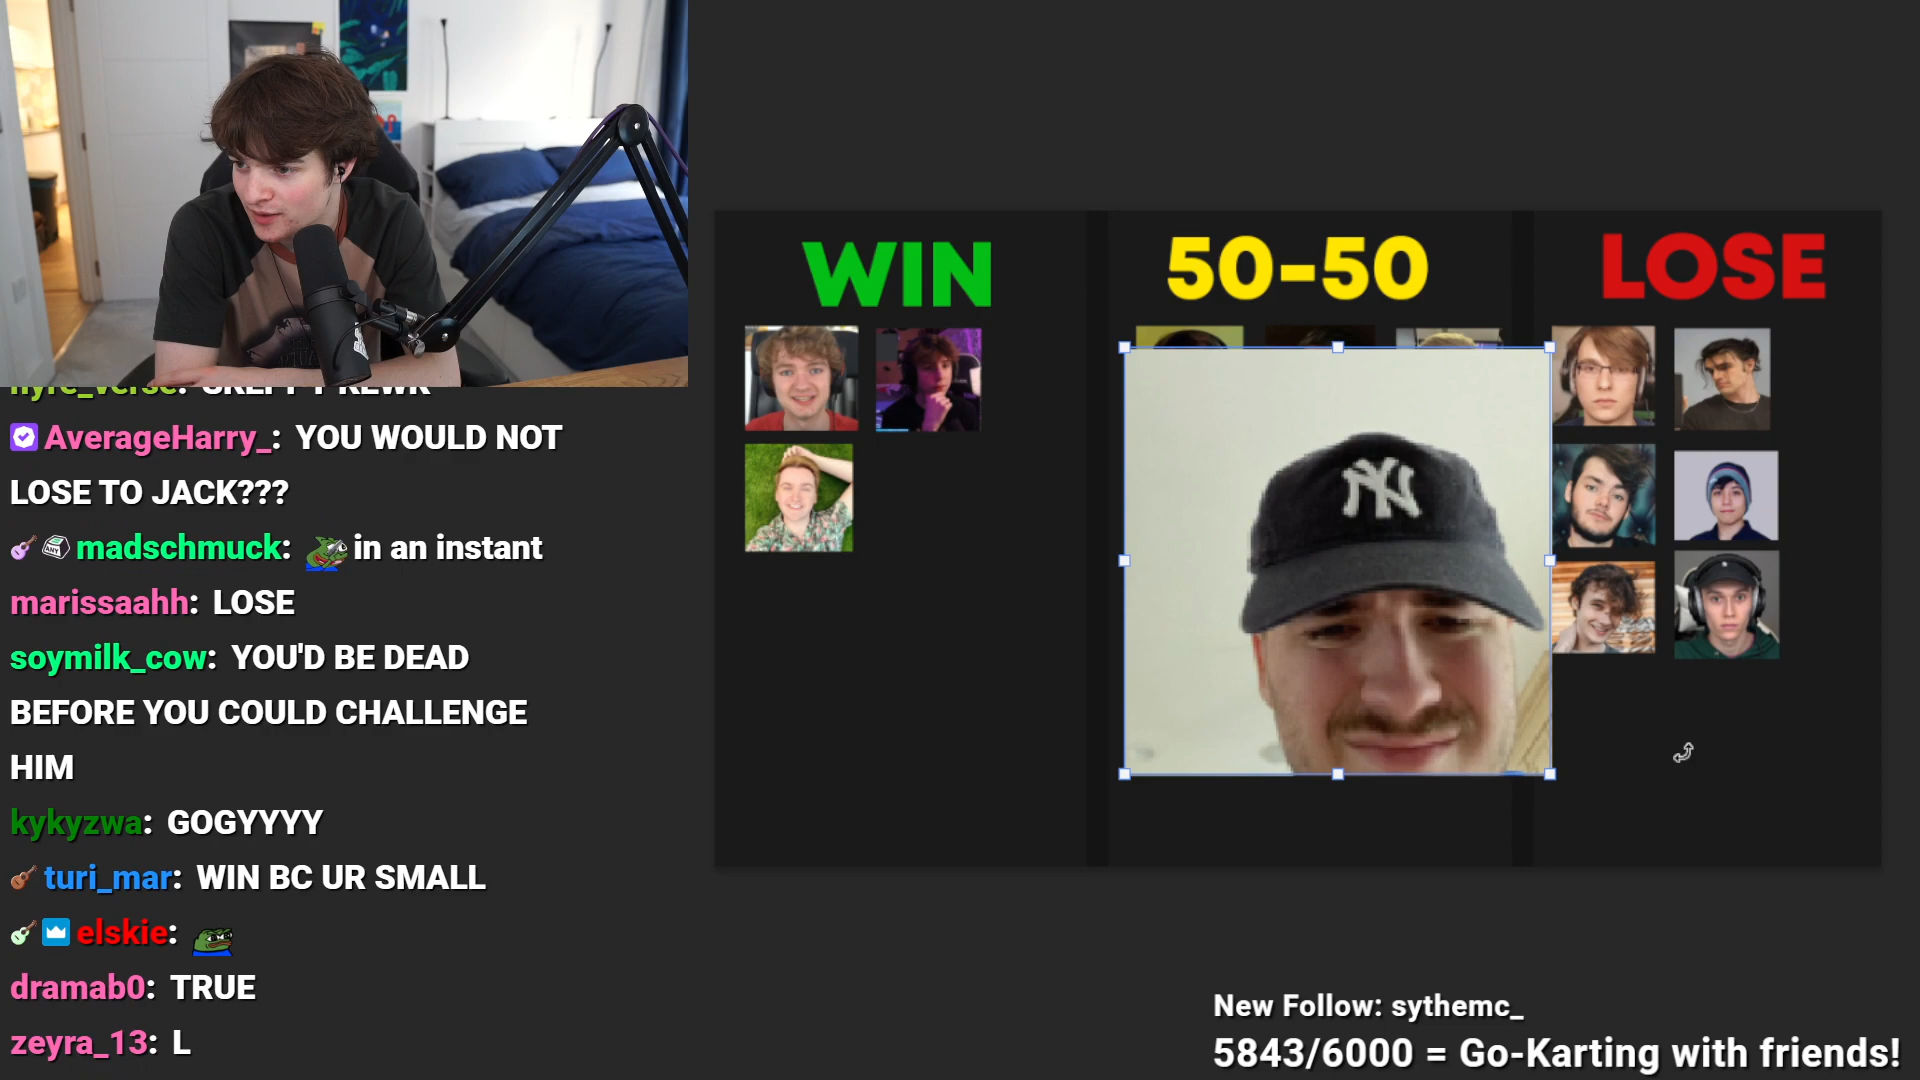 WIN
50-50
LOSE
NY
AverageHarry_: YOU WOULD NOT
LOSE TO JACK???
ANY madschmuck: in an instant
marissaahh: LOSE
soymilk_cow: YOU'D BE DEAD
BEFORE YOU COULD CHALLENGE
HIM
kykyzwa: GOGYYYY
turi_mar: WIN BC UR SMALL
elskie:
dramab0: TRUE
zeyra_13: L
New Follow: sythemc_
5843/6000 = Go-Karting with friends!